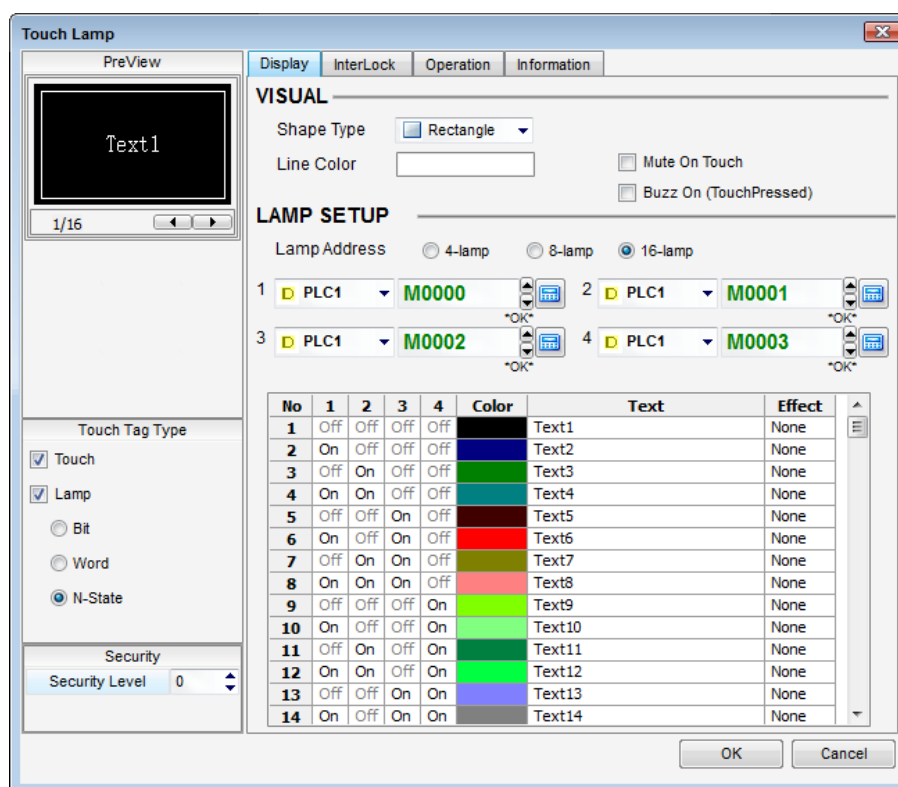 Touch Lamp
PreView
Text1
1/16
Touch Tag Type
Touch
Lamp
Bit
Word
N-State
Security
Security Level 0
Display InterLock Operation Information
VISUAL
Shape Type Rectangle
Line Color
Mute On Touch
Buzz On (TouchPressed)
LAMP SETUP
Lamp Address 4-lamp 8-lamp 16-lamp
1 D PLC1 M0000 2 D PLC1 M0001
*OK* *OK*
3 D PLC1 M0002 4 D PLC1 M0003
*OK* *OK*
No 1 2 3 4 Color Text Effect
1 Off Off Off Off Text1 None
2 On Off Off Off Text2 None
3 Off On Off Off Text3 None
4 On On Off Off Text4 None
5 Off Off On Off Text5 None
6 On Off On Off Text6 None
7 Off On On Off Text7 None
8 On On On Off Text8 None
9 Off Off Off On Text9 None
10 On Off Off On Text10 None
11 Off On Off On Text11 None
12 On On Off On Text12 None
13 Off Off On On Text13 None
14 On Off On On Text14 None
OK Cancel